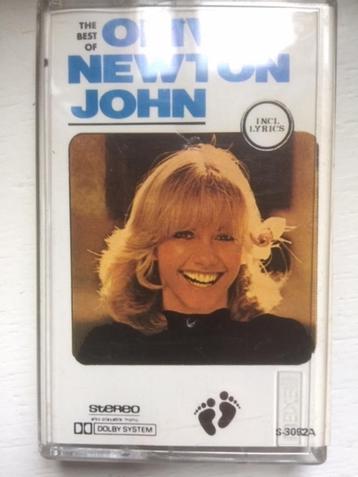 THE
BEST
OF
NEWTON
JOHN
INCL.
LYRICS
STEREO
DOLBY SYSTEM
S-3092A